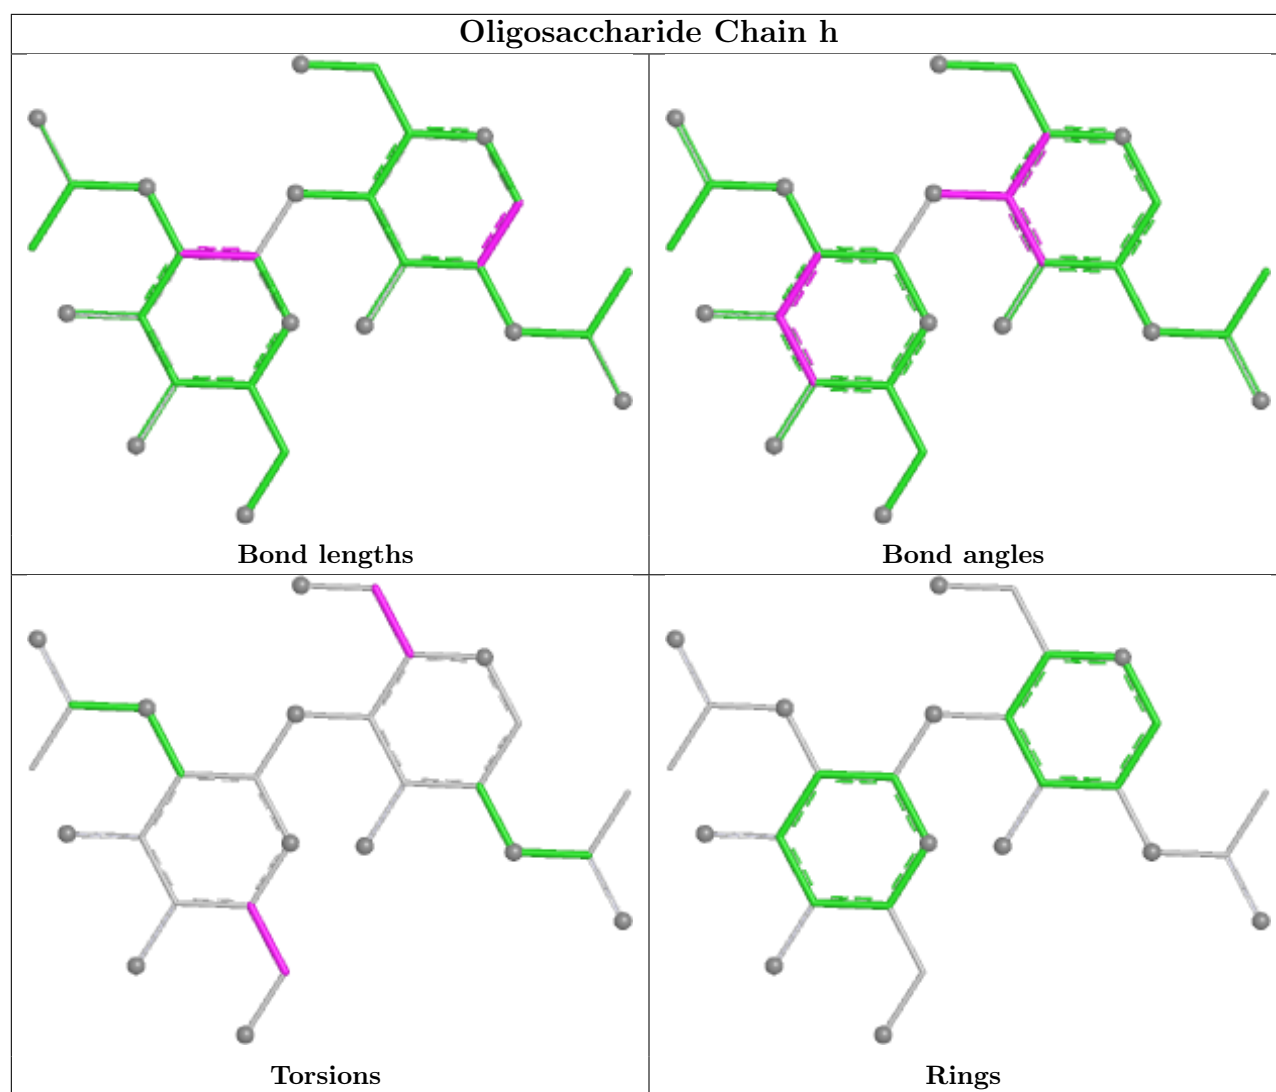 Oligosaccharide Chain h
Bond lengths
Bond angles
Torsions
Rings